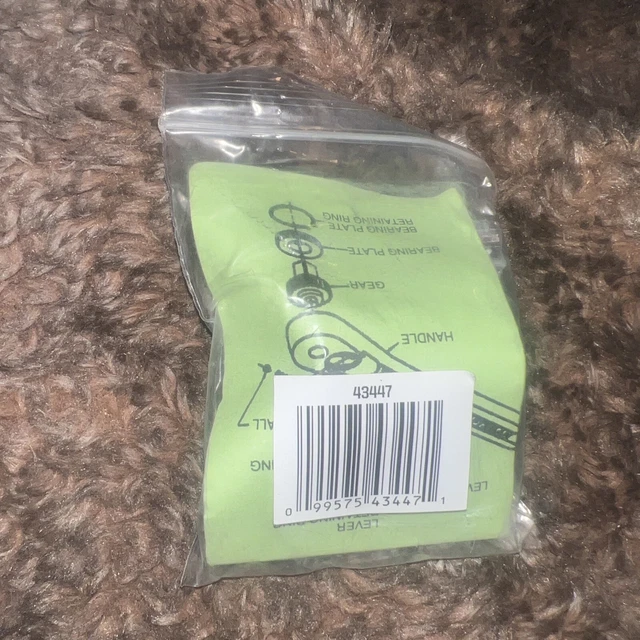 BEARING PLATE
RETAINING RING
BEARING PLATE
GEAR
HANDLE
43447
0 99575 43447 1
LEVER